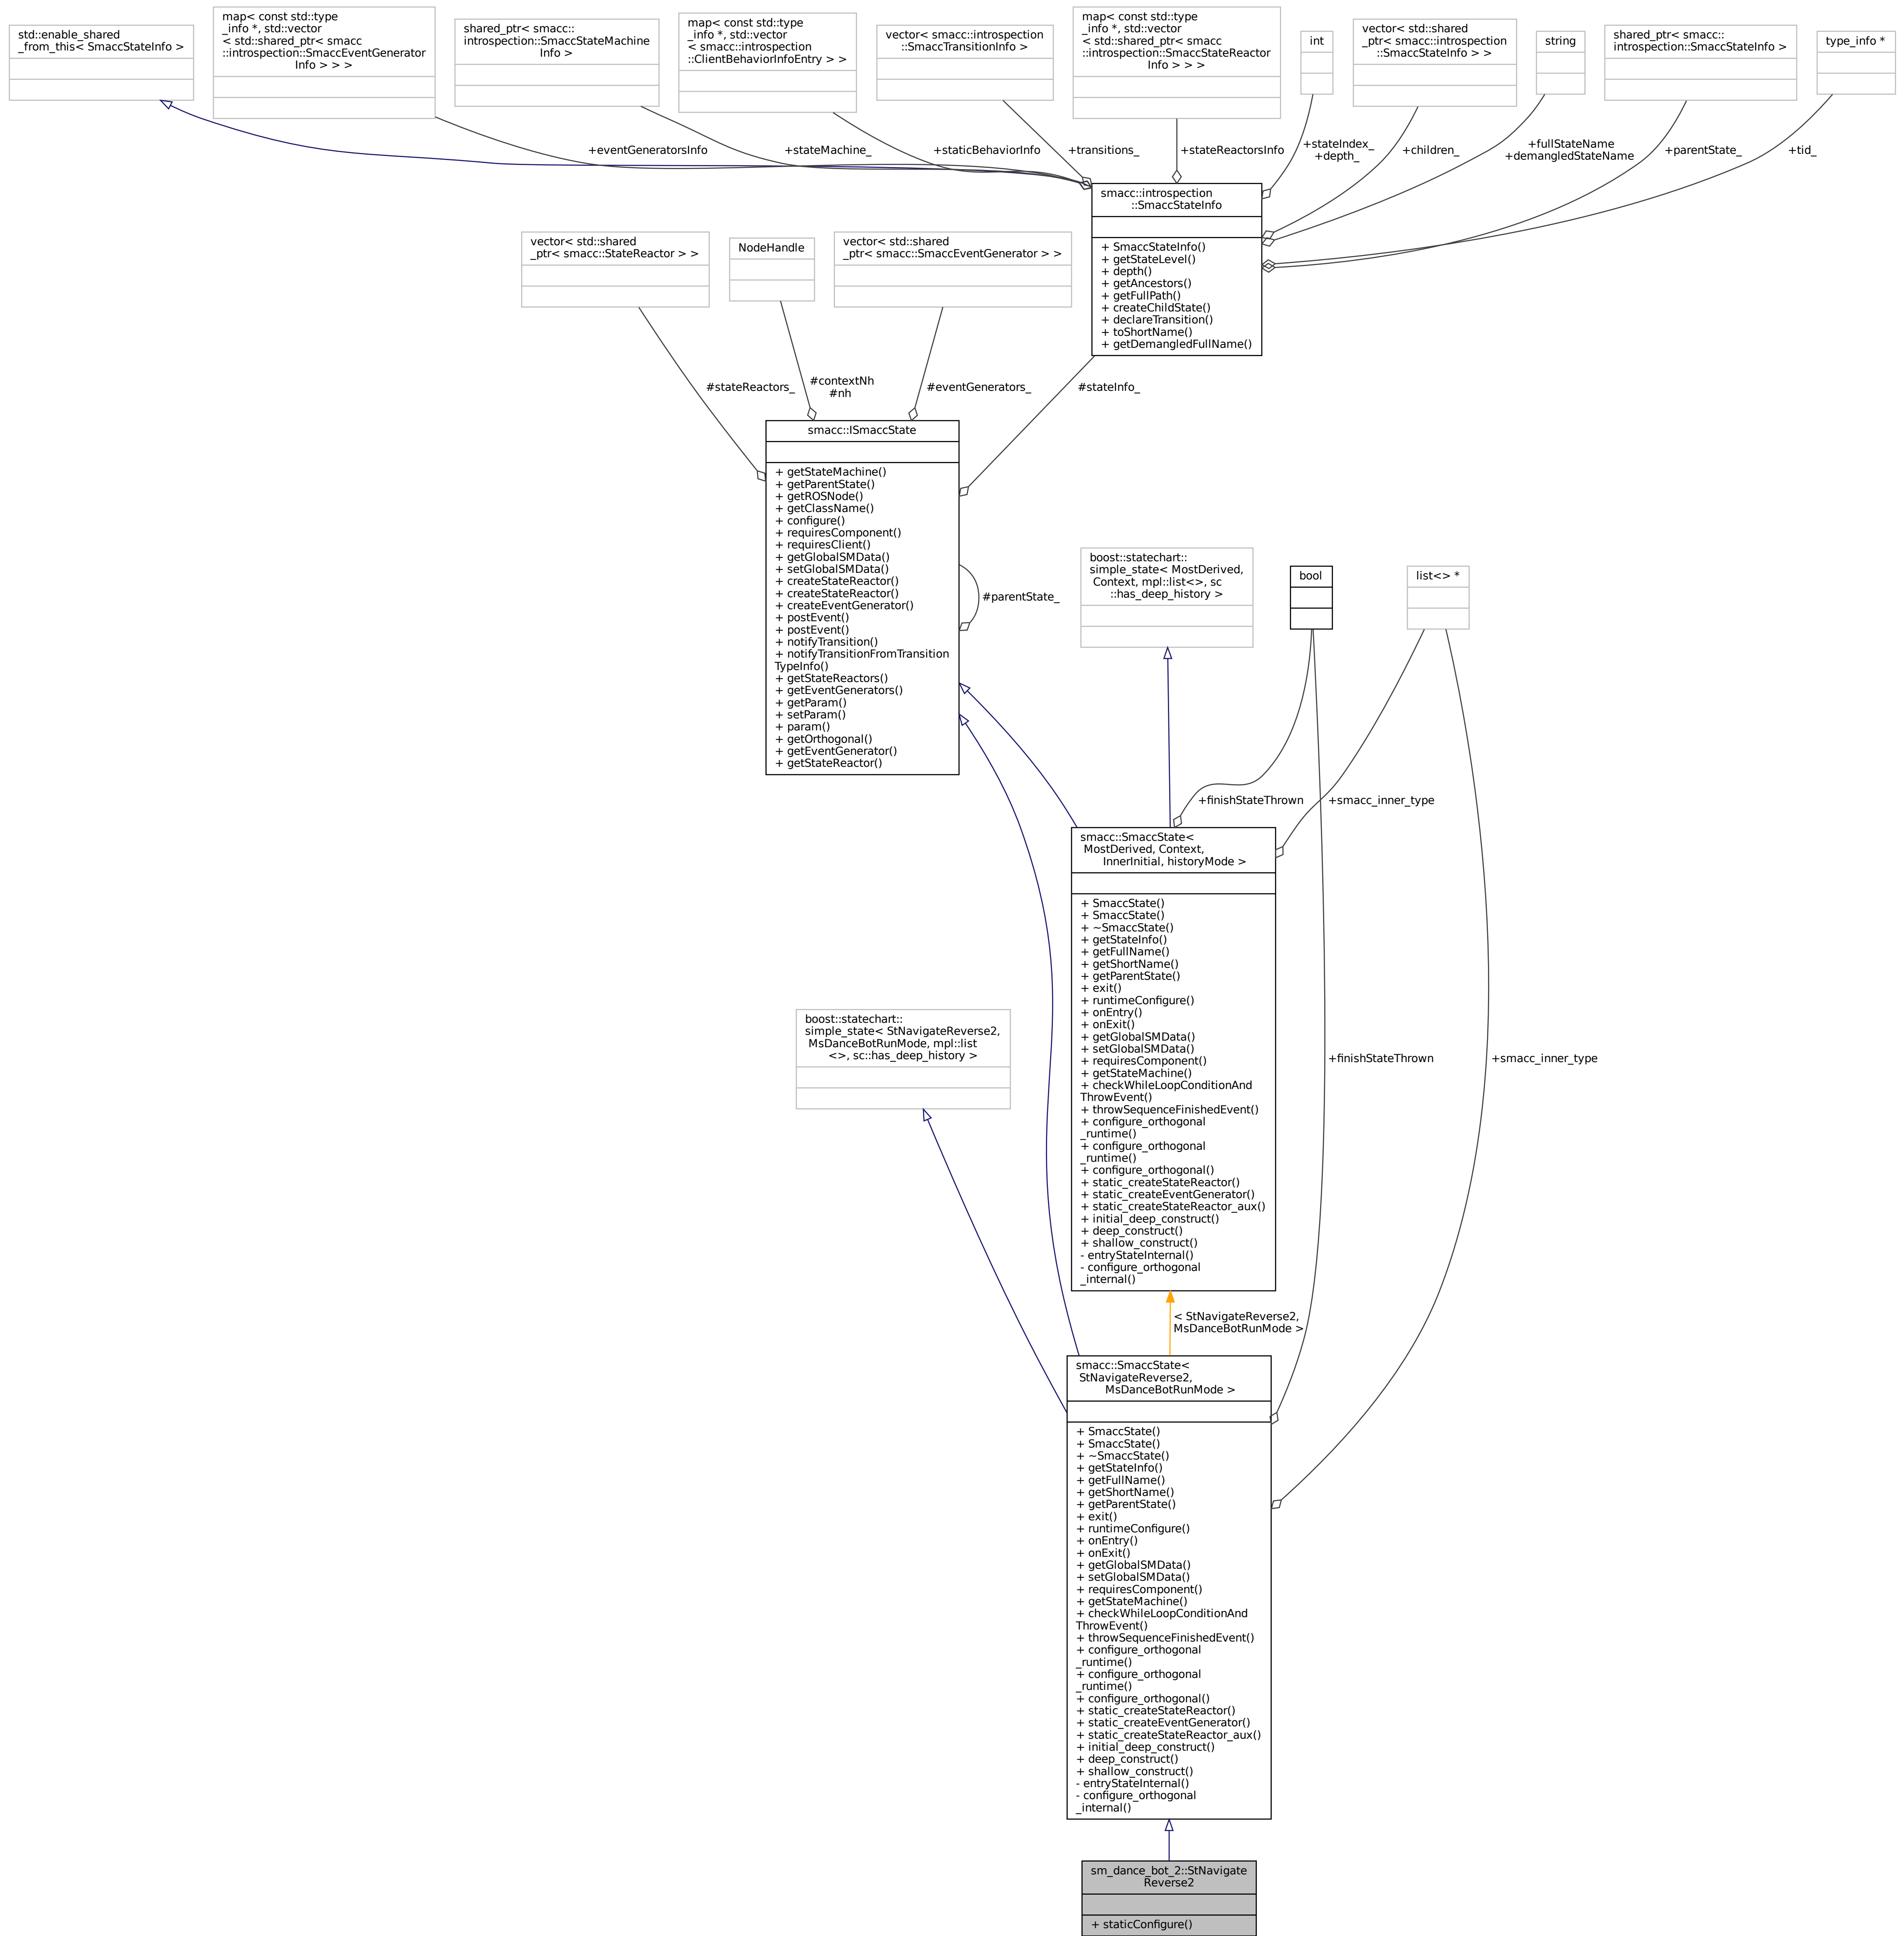 std::enable_shared
_from_this< SmaccStateInfo >
map< const std::type
_info *, std::vector
< std::shared_ptr< smacc
::introspection::SmaccEventGenerator
Info > > >
shared_ptr< smacc::
introspection::SmaccStateMachine
Info >
map< const std::type
_info *, std::vector
< smacc::introspection
::ClientBehaviorInfoEntry > >
vector< smacc::introspection
::SmaccTransitionInfo >
map< const std::type
_info *, std::vector
< std::shared_ptr< smacc
::introspection::SmaccStateReactor
Info > > >
int
vector< std::shared
_ptr< smacc::introspection
::SmaccStateInfo > >
string
shared_ptr< smacc::
introspection::SmaccStateInfo >
type_info *
+eventGeneratorsInfo
+stateMachine_
+staticBehaviorInfo
+transitions_
+stateReactorsInfo
+stateIndex_
+depth_
+children_
+fullStateName
+demangledStateName
+parentState_
+tid_
smacc::introspection
::SmaccStateInfo
+ SmaccStateInfo()
+ getStateLevel()
+ depth()
+ getAncestors()
+ getFullPath()
+ createChildState()
+ declareTransition()
+ toShortName()
+ getDemangledFullName()
vector< std::shared
_ptr< smacc::StateReactor > >
NodeHandle
vector< std::shared
_ptr< smacc::SmaccEventGenerator > >
#stateReactors_
#contextNh
#nh
#eventGenerators_
#stateInfo_
smacc::ISmaccState
+ getStateMachine()
+ getParentState()
+ getROSNode()
+ getClassName()
+ configure()
+ requiresComponent()
+ requiresClient()
+ getGlobalSMData()
+ setGlobalSMData()
+ createStateReactor()
+ createStateReactor()
+ createEventGenerator()
+ postEvent()
+ postEvent()
+ notifyTransition()
+ notifyTransitionFromTransition
TypeInfo()
+ getStateReactors()
+ getEventGenerators()
+ getParam()
+ setParam()
+ param()
+ getOrthogonal()
+ getEventGenerator()
+ getStateReactor()
#parentState_
boost::statechart::
simple_state< MostDerived,
Context, mpl::list<>, sc
::has_deep_history >
bool
list<> *
+finishStateThrown
+smacc_inner_type
smacc::SmaccState<
MostDerived, Context,
InnerInitial, historyMode >
+ SmaccState()
+ SmaccState()
+ ~SmaccState()
+ getStateInfo()
+ getFullName()
+ getShortName()
+ getParentState()
+ exit()
+ runtimeConfigure()
+ onEntry()
+ onExit()
+ getGlobalSMData()
+ setGlobalSMData()
+ requiresComponent()
+ getStateMachine()
+ checkWhileLoopConditionAnd
ThrowEvent()
+ throwSequenceFinishedEvent()
+ configure_orthogonal
_runtime()
+ configure_orthogonal
_runtime()
+ configure_orthogonal()
+ static_createStateReactor()
+ static_createEventGenerator()
+ static_createStateReactor_aux()
+ initial_deep_construct()
+ deep_construct()
+ shallow_construct()
- entryStateInternal()
- configure_orthogonal
_internal()
boost::statechart::
simple_state< StNavigateReverse2,
MsDanceBotRunMode, mpl::list
<>, sc::has_deep_history >
+finishStateThrown
+smacc_inner_type
< StNavigateReverse2,
MsDanceBotRunMode >
smacc::SmaccState<
StNavigateReverse2,
MsDanceBotRunMode >
+ SmaccState()
+ SmaccState()
+ ~SmaccState()
+ getStateInfo()
+ getFullName()
+ getShortName()
+ getParentState()
+ exit()
+ runtimeConfigure()
+ onEntry()
+ onExit()
+ getGlobalSMData()
+ setGlobalSMData()
+ requiresComponent()
+ getStateMachine()
+ checkWhileLoopConditionAnd
ThrowEvent()
+ throwSequenceFinishedEvent()
+ configure_orthogonal
_runtime()
+ configure_orthogonal
_runtime()
+ configure_orthogonal()
+ static_createStateReactor()
+ static_createEventGenerator()
+ static_createStateReactor_aux()
+ initial_deep_construct()
+ deep_construct()
+ shallow_construct()
- entryStateInternal()
- configure_orthogonal
_internal()
sm_dance_bot_2::StNavigate
Reverse2
+ staticConfigure()